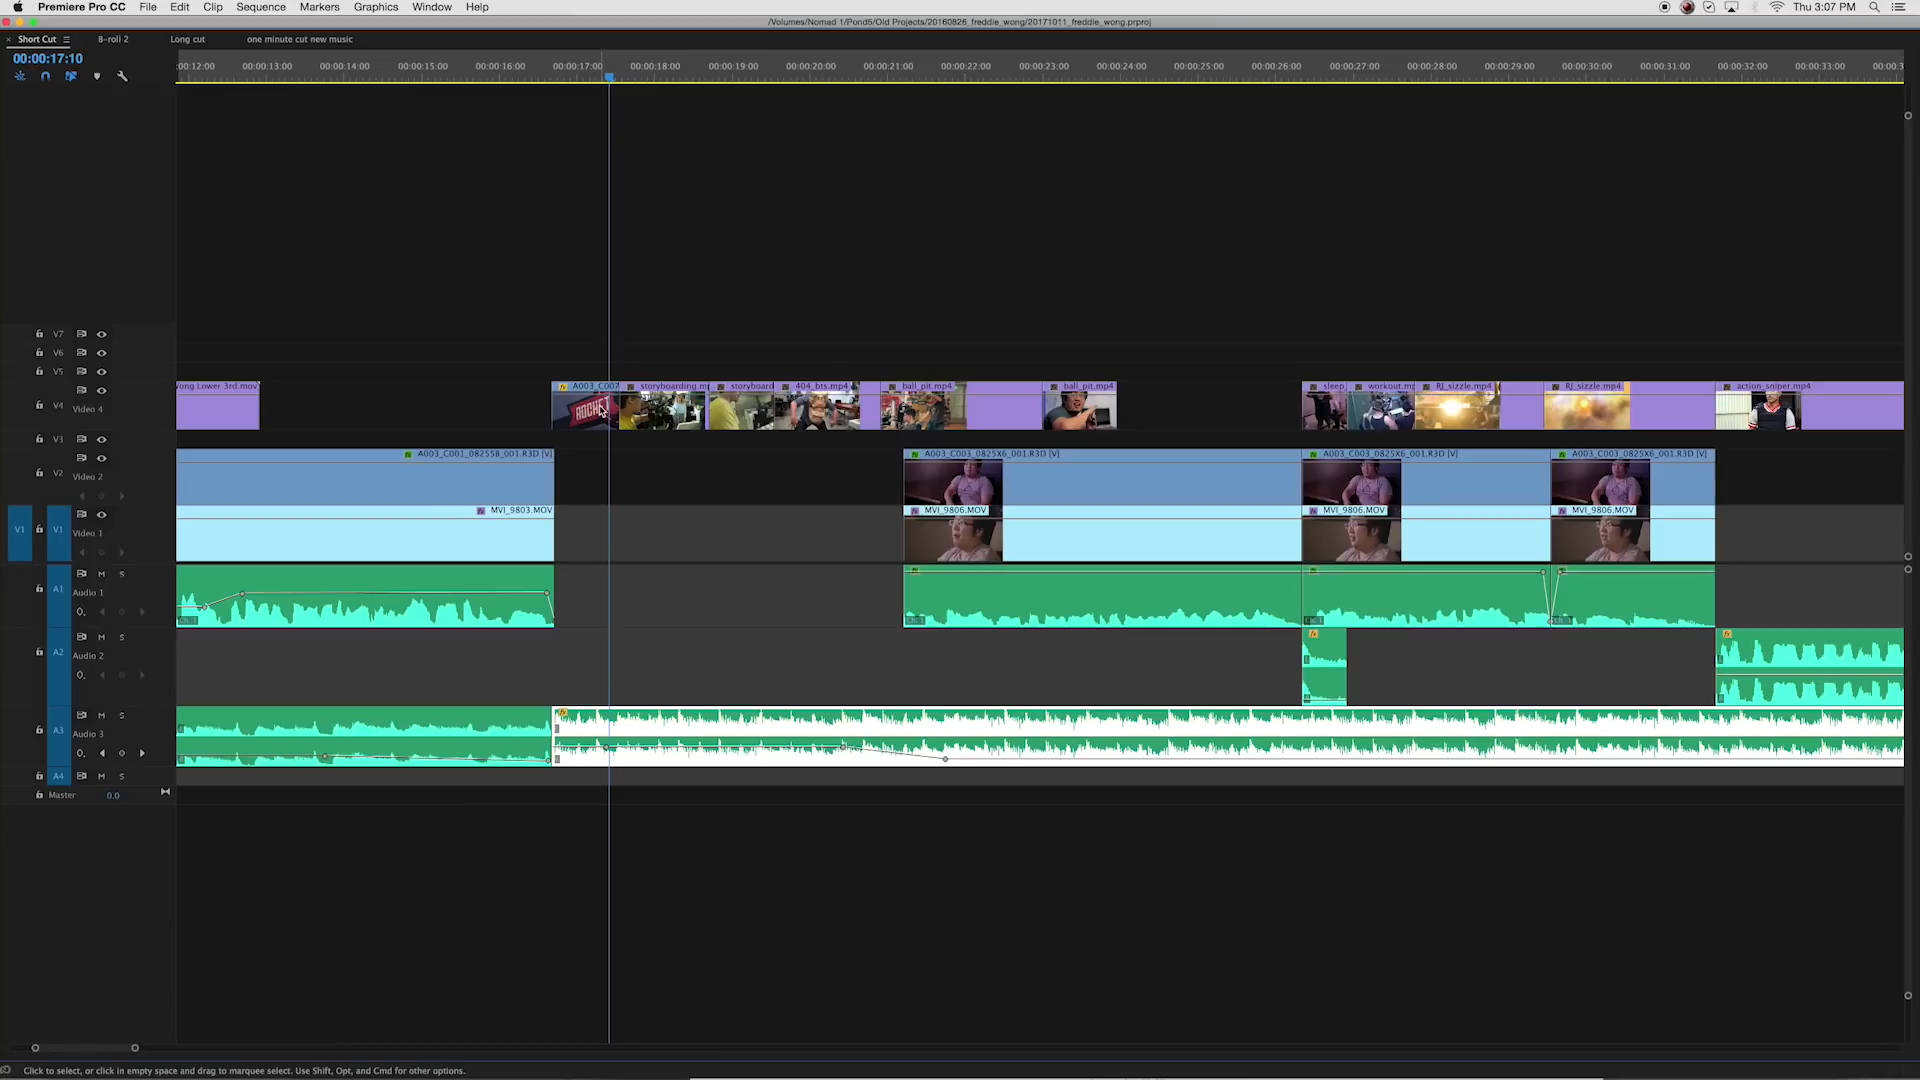 Premiere Pro CC File Edit Clip Sequence Markers Graphics Window Help Thu 3:07 PM
/Volumes/Nomad 1/Pond5/Old Projects/20160826_freddie_wong/20171011_freddie_wong.prproj
× Short Cut B-roll 2 Long cut one minute cut new music
00:00:17:10
:00:12:00 00:00:13:00 00:00:14:00 00:00:15:00 00:00:16:00 00:00:17:00 00:00:18:00 00:00:19:00 00:00:20:00 00:00:21:00 00:00:22:00 00:00:23:00 00:00:24:00 00:00:25:00 00:00:26:00 00:00:27:00 00:00:28:00 00:00:29:00 00:00:30:00 00:00:31:00 00:00:32:00 00:00:33:00 00:00:3
V7
V6
V5
Wong Lower 3rd.mov A003_C007 storyboarding.m storyboard 404_bts.mp4 ball_pit.mp4 ball_pit.mp4 sleep workout.m RJ_sizzle.mp4 RJ_sizzle.mp4 action_sniper.mp4
V4 Video 4
ROCKET
V3
A003_C001_08255B_001.R3D [V] A003_C003_0825X6_001.R3D [V] A003_C003_0825X6_001.R3D [V] A003_C003_0825X6_001.R3D [V]
V2 Video 2
MVI_9803.MOV MVI_9806.MOV MVI_9806.MOV MVI_9806.MOV
V1 V1 Video 1
M S
A1 Audio 1
0.
M S
A2 Audio 2
0.
M S
A3 Audio 3
0.
A4 M S
Master 0.0
Click to select, or click in empty space and drag to marquee select. Use Shift, Opt, and Cmd for other options.